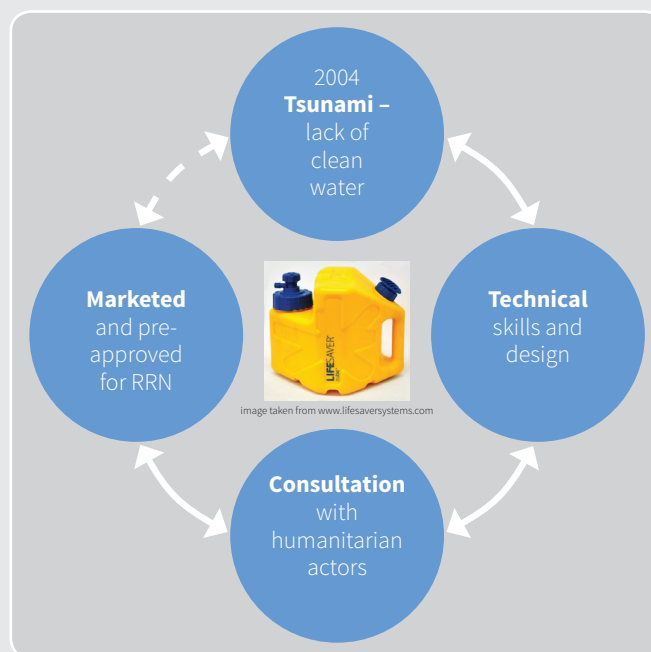 2004
Tsunami –
lack of
clean
water
Marketed
and pre-
approved
for RRN
Technical
skills and
design
LIFESAVER
image taken from www.lifesaversystems.com
Consultation
with
humanitarian
actors